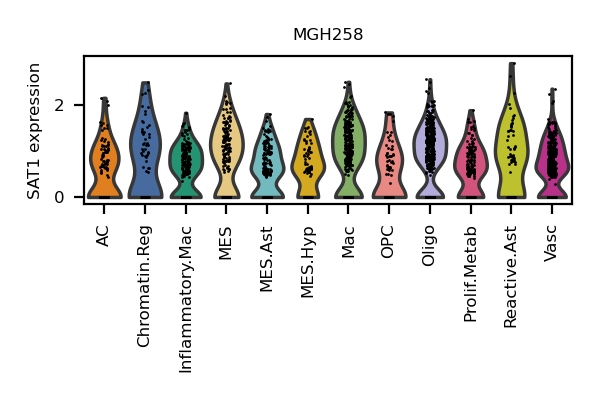 MGH258
SAT1 expression
2
0
AC
Chromatin.Reg
Inflammatory.Mac
MES
MES.Ast
MES.Hyp
Mac
OPC
Oligo
Prolif.Metab
Reactive.Ast
Vasc